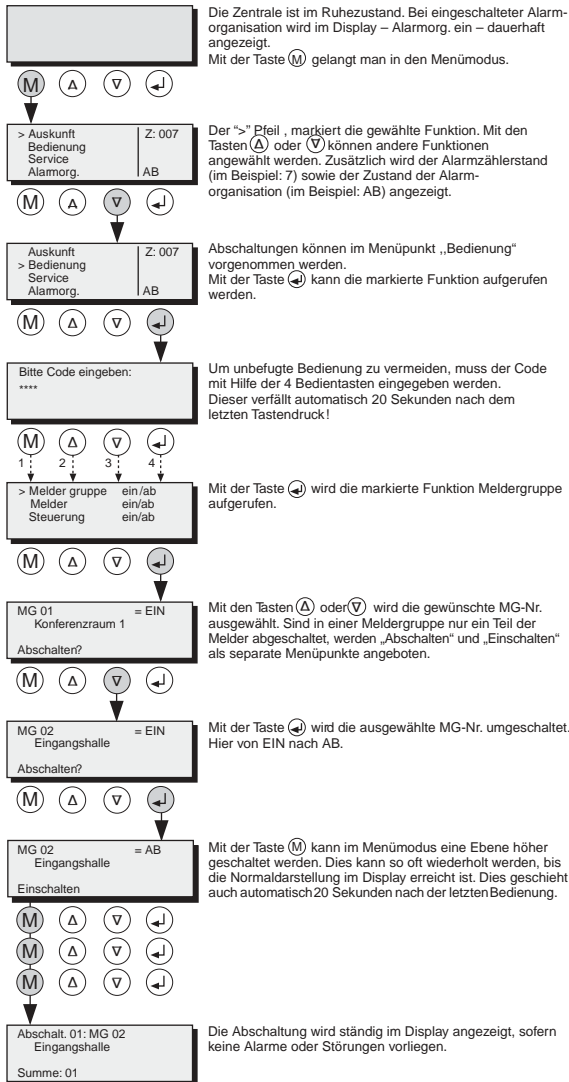 Die Zentrale ist im Ruhezustand. Bei eingeschalteter Alarm-
organisation wird im Display – Alarmorg. ein – dauerhaft
angezeigt.
Mit der Taste M gelangt man in den Menümodus.
M Δ ∇ ↵
> Auskunft Z: 007
Bedienung
Service
Alamorg. AB
Der “>” Pfeil , markiert die gewählte Funktion. Mit den
Tasten Δ oder ∇ können andere Funktionen
angewählt werden. Zusätzlich wird der Alarmzählerstand
(im Beispiel: 7) sowie der Zustand der Alarm-
organisation (im Beispiel: AB) angezeigt.
M Δ ∇ ↵
Auskunft Z: 007
> Bedienung
Service
Alamorg. AB
Abschaltungen können im Menüpunkt ,,Bedienung“
vorgenommen werden.
Mit der Taste ↵ kann die markierte Funktion aufgerufen
werden.
M Δ ∇ ↵
Bitte Code eingeben:
****
Um unbefugte Bedienung zu vermeiden, muss der Code
mit Hilfe der 4 Bedientasten eingegeben werden.
Dieser verfällt automatisch 20 Sekunden nach dem
letzten Tastendruck!
M Δ ∇ ↵
1 2 3 4
> Melder gruppe ein/ab
Melder ein/ab
Steuerung ein/ab
Mit der Taste ↵ wird die markierte Funktion Meldergruppe
aufgerufen.
M Δ ∇ ↵
MG 01 = EIN
Konferenzraum 1
Abschalten?
Mit den Tasten Δ oder ∇ wird die gewünschte MG-Nr.
ausgewählt. Sind in einer Meldergruppe nur ein Teil der
Melder abgeschaltet, werden „Abschalten“ und „Einschalten“
als separate Menüpunkte angeboten.
M Δ ∇ ↵
MG 02 = EIN
Eingangshalle
Abschalten?
Mit der Taste ↵ wird die ausgewählte MG-Nr. umgeschaltet.
Hier von EIN nach AB.
M Δ ∇ ↵
MG 02 = AB
Eingangshalle
Einschalten
Mit der Taste M kann im Menümodus eine Ebene höher
geschaltet werden. Dies kann so oft wiederholt werden, bis
die Normaldarstellung im Display erreicht ist. Dies geschieht
auch automatisch 20 Sekunden nach der letzten Bedienung.
M Δ ∇ ↵
M Δ ∇ ↵
M Δ ∇ ↵
Abschalt. 01: MG 02
Eingangshalle
Summe: 01
Die Abschaltung wird ständig im Display angezeigt, sofern
keine Alarme oder Störungen vorliegen.